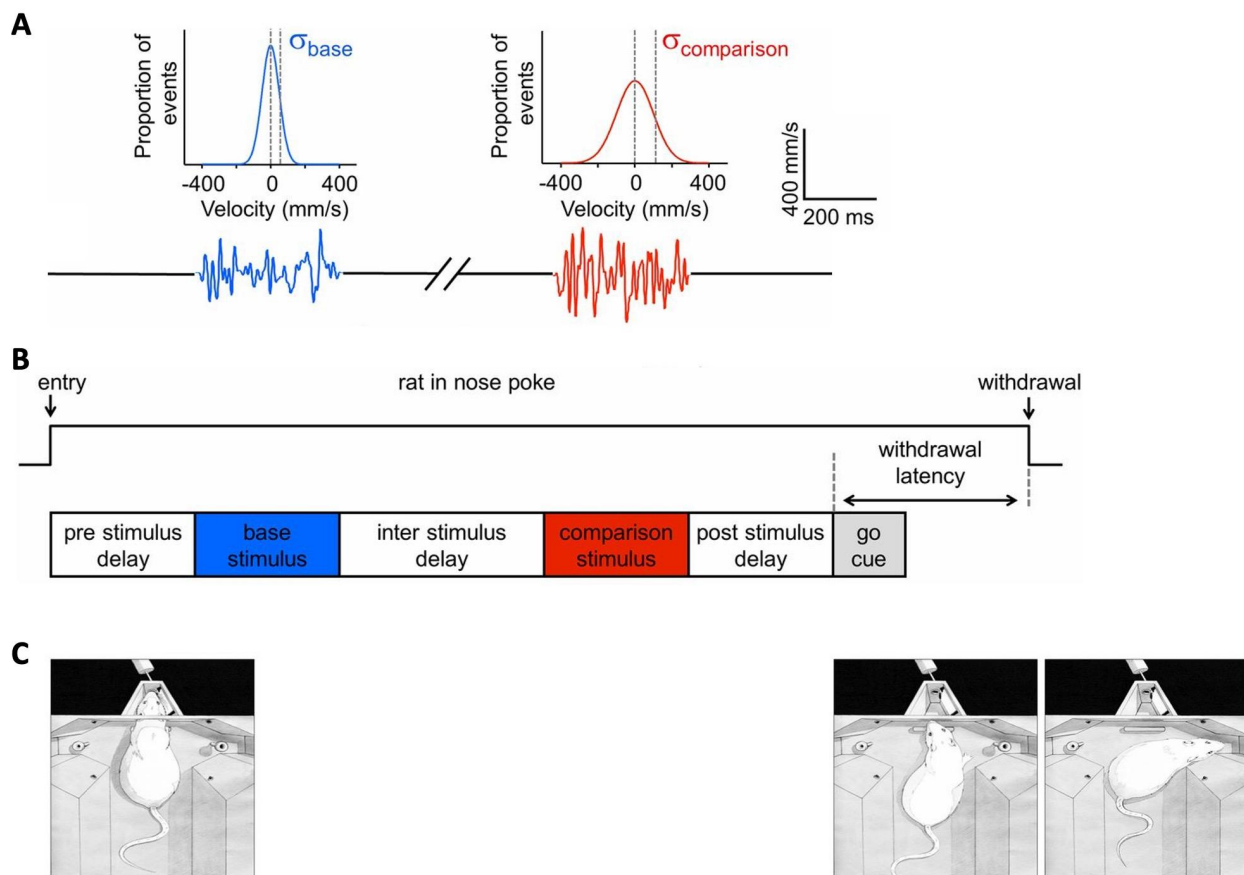 A
Proportion of
events
σbase
-400 0 400
Velocity (mm/s)
Proportion of
events
σcomparison
-400 0 400
Velocity (mm/s)
400 mm/s
200 ms
B
entry
rat in nose poke
withdrawal
withdrawal
latency
pre stimulus
delay
base
stimulus
inter stimulus
delay
comparison
stimulus
post stimulus
delay
go
cue
C